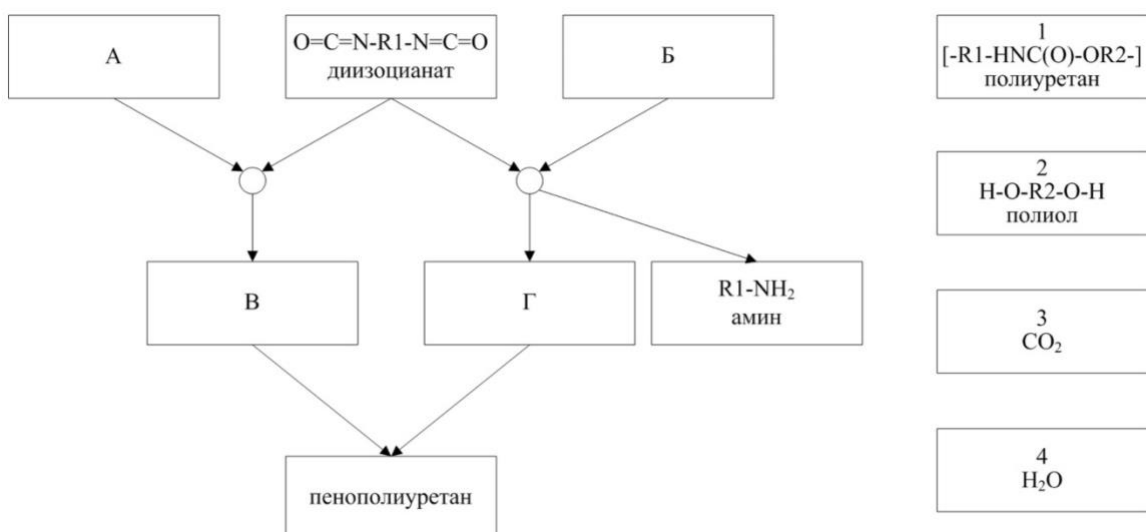 А
O=C=N-R1-N=C=O
диизоцианат
Б
В
Г
R1-NH₂
амин
пенополиуретан
1
[-R1-HNC(O)-OR2-]
полиуретан
2
H-O-R2-O-H
полиол
3
CO₂
4
H₂O